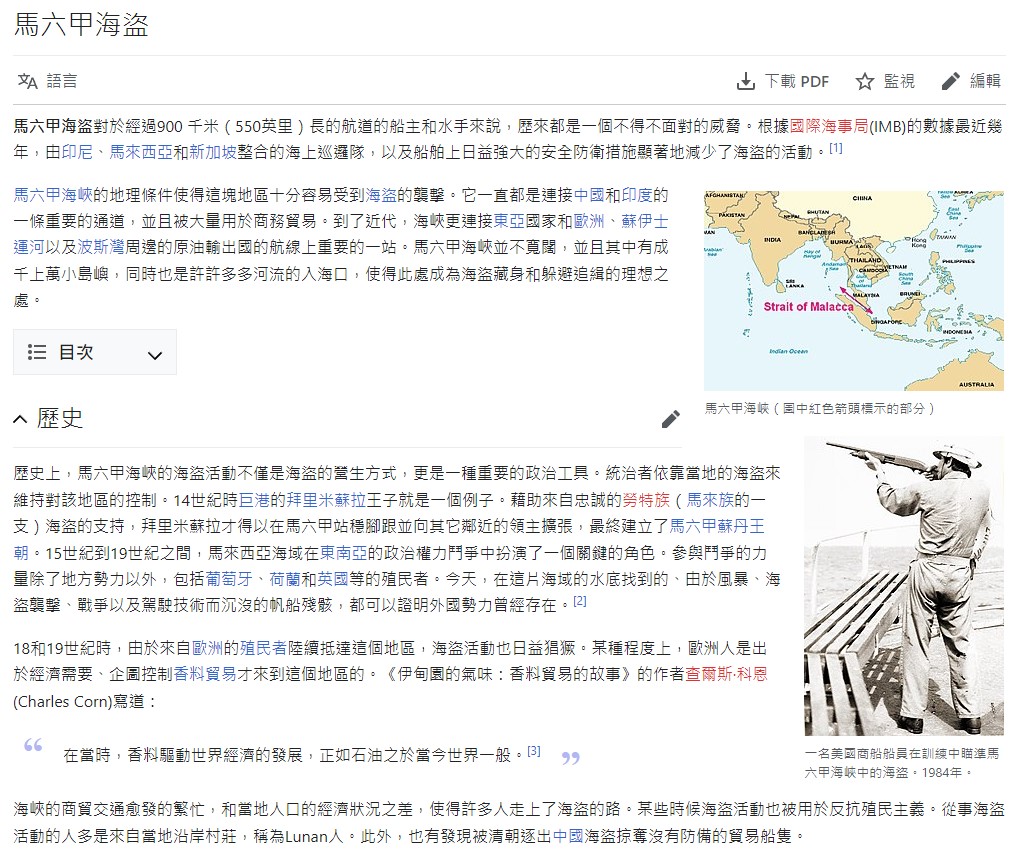 馬六甲海盜
語言
下載 PDF
監視
編輯
馬六甲海盜對於經過900 千米（550英里）長的航道的船主和水手來說，歷來都是一個不得不面對的威脅。根據國際海事局(IMB)的數據最近幾
年，由印尼、馬來西亞和新加坡整合的海上巡邏隊，以及船舶上日益強大的安全防衛措施顯著地減少了海盜的活動。[1]
馬六甲海峽的地理條件使得這塊地區十分容易受到海盜的襲擊。它一直都是連接中國和印度的
一條重要的通道，並且被大量用於商務貿易。到了近代，海峽更連接東亞國家和歐洲、蘇伊士
運河以及波斯灣周邊的原油輸出國的航線上重要的一站。馬六甲海峽並不寬闊，並且其中有成
千上萬小島嶼，同時也是許許多多河流的入海口，使得此處成為海盜藏身和躲避追緝的理想之
處。
AFGHANISTAN
CHINA
KOREA
Yellow Sea
East China Sea
PAKISTAN
NEPAL
BHUTAN
INDIA
BANGLADESH
BURMA
LAOS
Hong Kong
TAIWAN
Philippine Sea
Bay of Bengal
THAILAND
VIETNAM
CAMBODIA
PHILIPPINES
Andaman Sea
South China Sea
Gulf of Thailand
SRI LANKA
BRUNEI
MALAYSIA
Strait of Malacca
SINGAPORE
INDONESIA
Indian Ocean
AUSTRALIA
馬六甲海峽（圖中紅色箭頭標示的部分）
目次
歷史
歷史上，馬六甲海峽的海盜活動不僅是海盜的營生方式，更是一種重要的政治工具。統治者依靠當地的海盜來
維持對該地區的控制。14世紀時巨港的拜里米蘇拉王子就是一個例子。藉助來自忠誠的勞特族（馬來族的一
支）海盜的支持，拜里米蘇拉才得以在馬六甲站穩腳跟並向其它鄰近的領主擴張，最終建立了馬六甲蘇丹王
朝。15世紀到19世紀之間，馬來西亞海域在東南亞的政治權力鬥爭中扮演了一個關鍵的角色。參與鬥爭的力
量除了地方勢力以外，包括葡萄牙、荷蘭和英國等的殖民者。今天，在這片海域的水底找到的、由於風暴、海
盜襲擊、戰爭以及駕駛技術而沉沒的帆船殘骸，都可以證明外國勢力曾經存在。[2]
18和19世紀時，由於來自歐洲的殖民者陸續抵達這個地區，海盜活動也日益猖獗。某種程度上，歐洲人是出
於經濟需要、企圖控制香料貿易才來到這個地區的。《伊甸園的氣味：香料貿易的故事》的作者查爾斯·科恩
(Charles Corn)寫道：
“ 在當時，香料驅動世界經濟的發展，正如石油之於當今世界一般。[3] ”
一名美國商船船員在訓練中瞄準馬
六甲海峽中的海盜。1984年。
海峽的商貿交通愈發的繁忙，和當地人口的經濟狀況之差，使得許多人走上了海盜的路。某些時候海盜活動也被用於反抗殖民主義。從事海盜
活動的人多是來自當地沿岸村莊，稱為Lunan人。此外，也有發現被清朝逐出中國海盜掠奪沒有防備的貿易船隻。